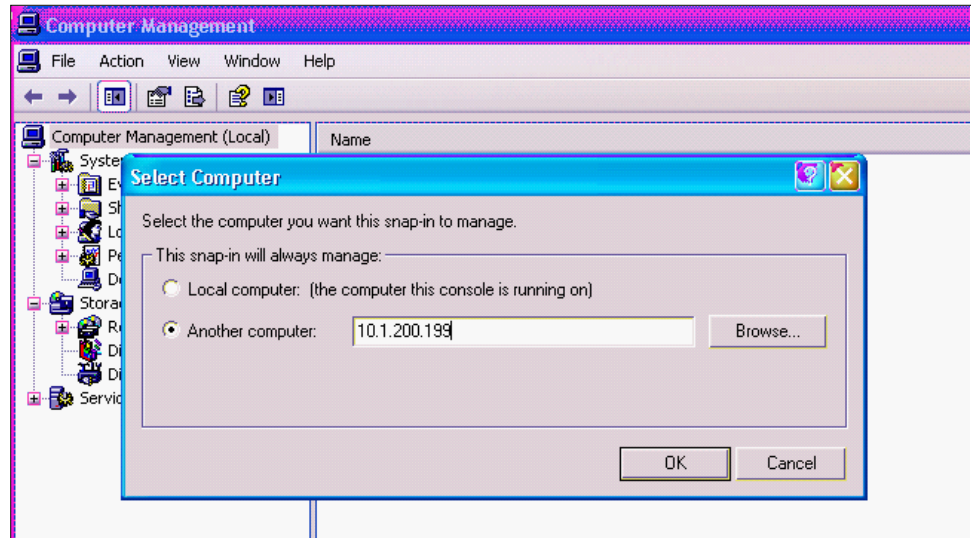 Computer Management
File Action View Window Help
Computer Management (Local)
Name
Select Computer
Select the computer you want this snap-in to manage.
This snap-in will always manage:
Local computer: (the computer this console is running on)
Another computer: 10.1.200.199 Browse...
OK Cancel